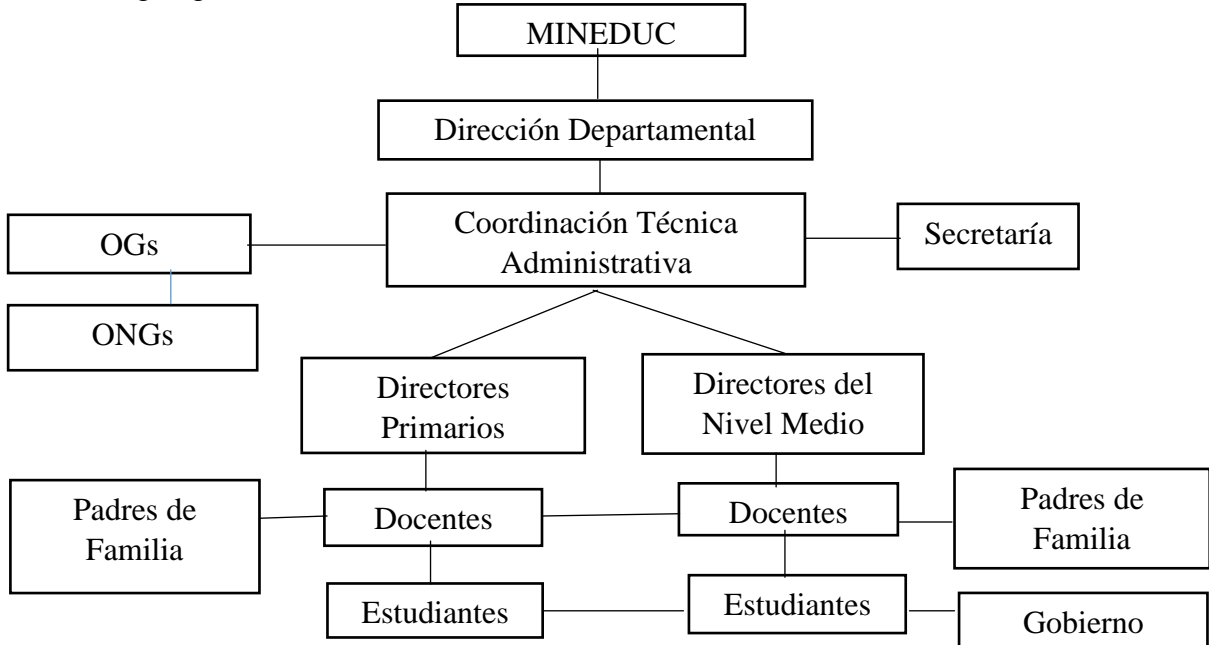 MINEDUC
Dirección Departamental
Coordinación Técnica
Administrativa
Secretaría
OGs
ONGs
Directores
Primarios
Directores del
Nivel Medio
Padres de
Familia
Docentes
Docentes
Padres de
Familia
Estudiantes
Estudiantes
Gobierno